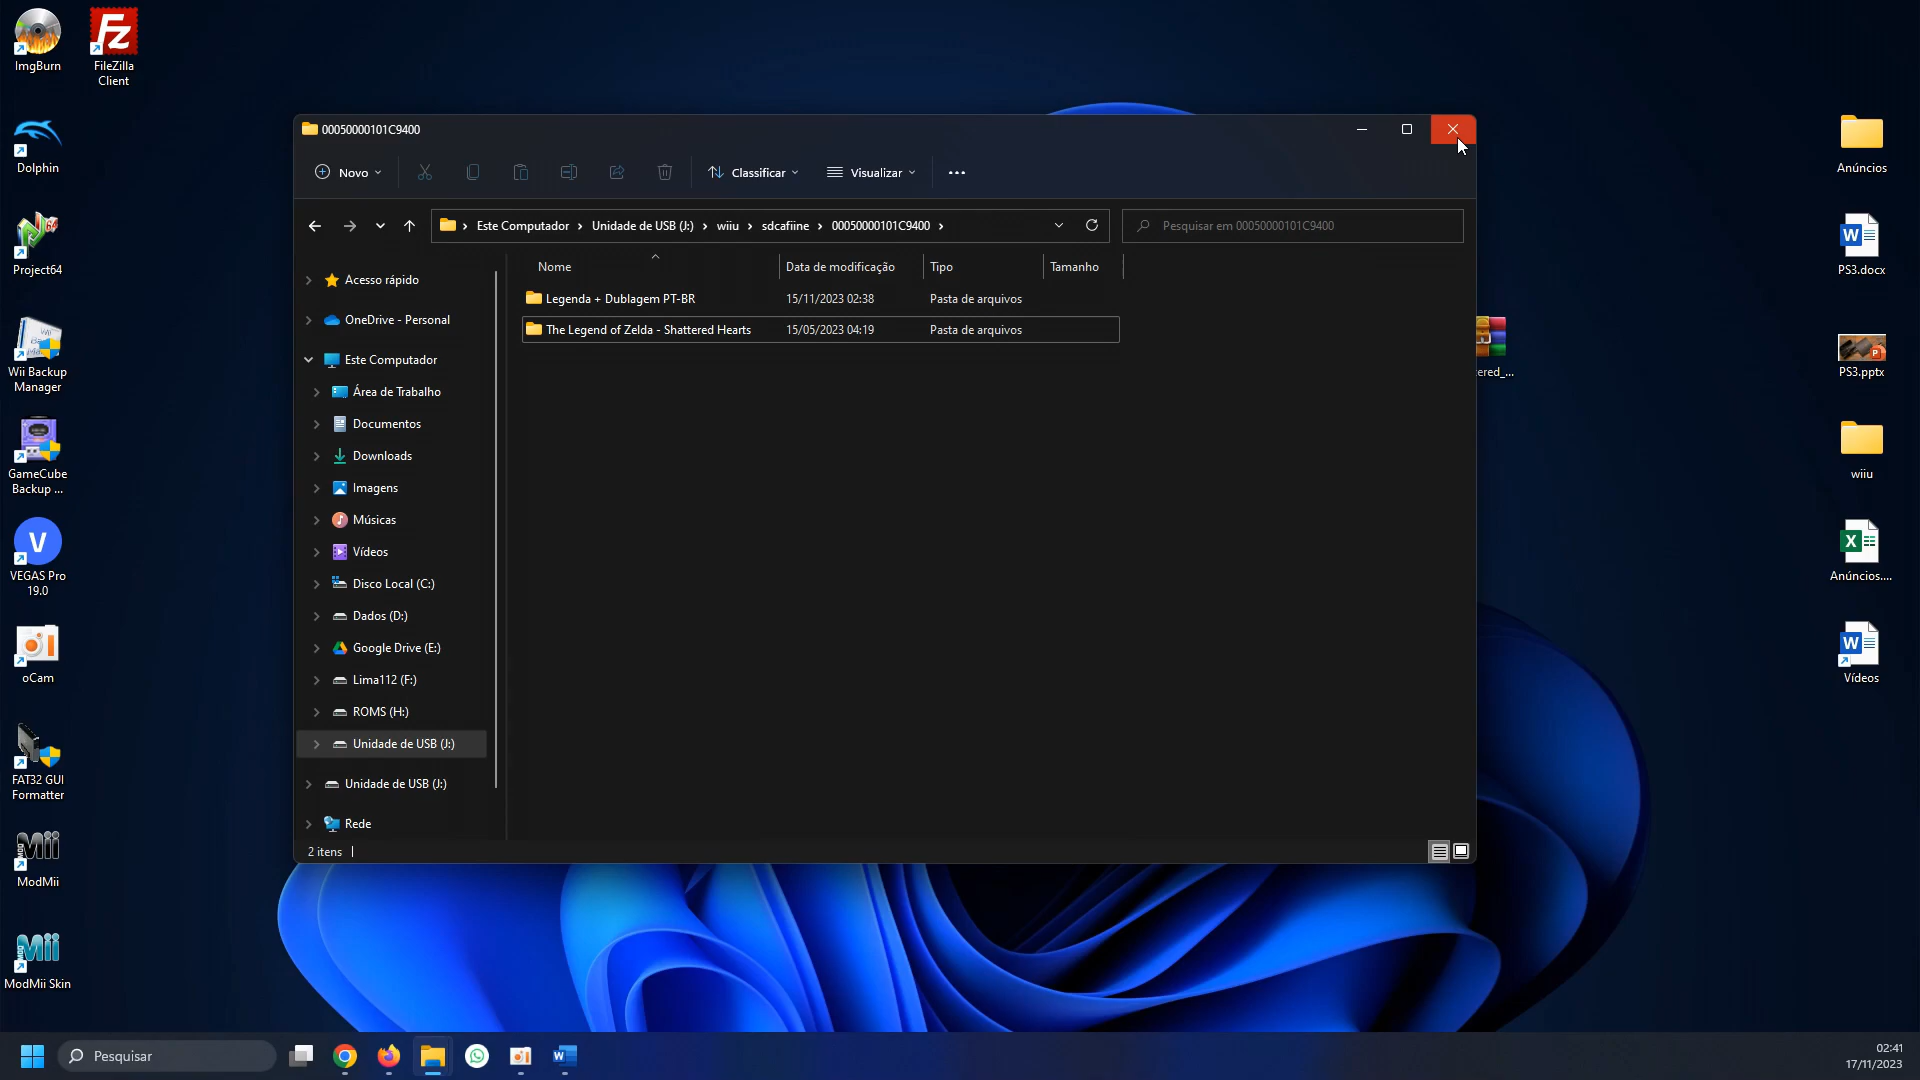 ImgBurn
FileZilla
Client
Dolphin
Project64
Wii Backup
Manager
GameCube
Backup ...
VEGAS Pro
19.0
oCam
FAT32 GUI
Formatter
ModMii
ModMii Skin
00050000101C9400
Novo
Classificar
Visualizar
Este Computador
Unidade de USB (J:)
wiiu
sdcafiine
00050000101C9400
Pesquisar em 00050000101C9400
Nome
Data de modificação
Tipo
Tamanho
Legenda + Dublagem PT-BR
15/11/2023 02:38
Pasta de arquivos
The Legend of Zelda - Shattered Hearts
15/05/2023 04:19
Pasta de arquivos
Acesso rápido
OneDrive - Personal
Este Computador
Área de Trabalho
Documentos
Downloads
Imagens
Músicas
Vídeos
Disco Local (C:)
Dados (D:)
Google Drive (E:)
Lima112 (F:)
ROMS (H:)
Unidade de USB (J:)
Unidade de USB (J:)
Rede
2 itens
ered_...
Anúncios
PS3.docx
PS3.pptx
wiiu
Anúncios....
Vídeos
Pesquisar
02:41
17/11/2023